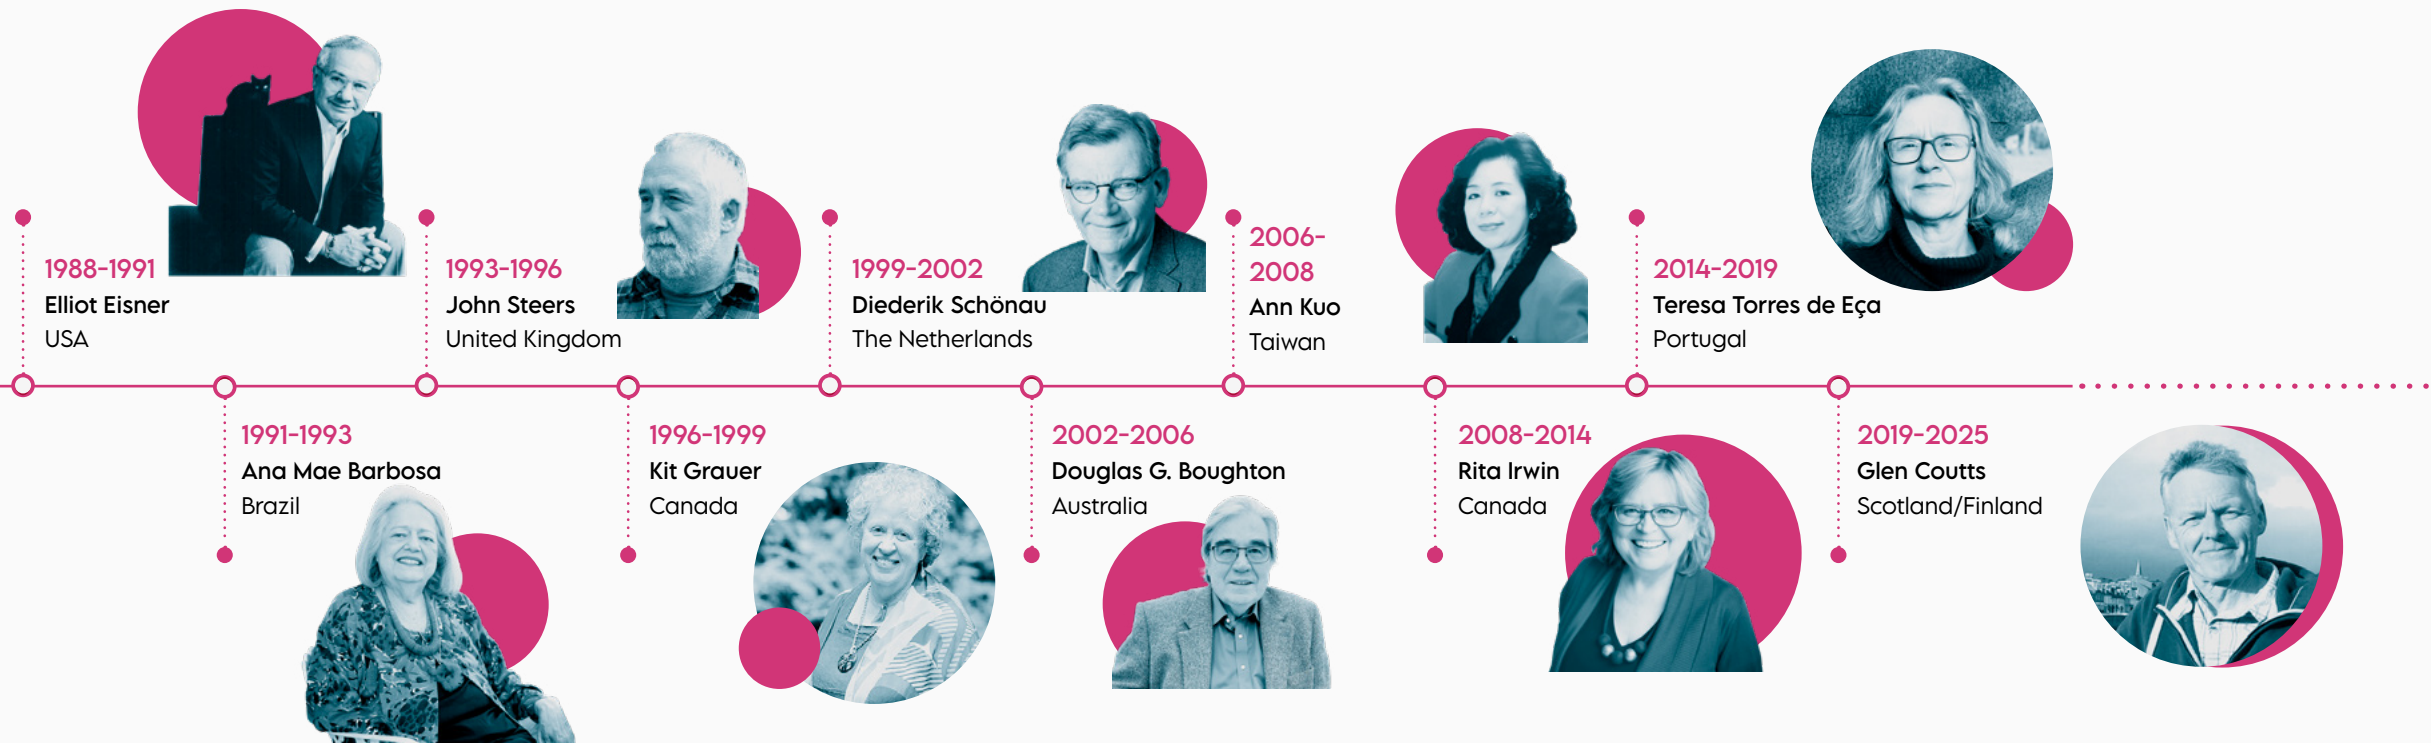 1988-1991
Elliot Eisner
USA
1991-1993
Ana Mae Barbosa
Brazil
1993-1996
John Steers
United Kingdom
1996-1999
Kit Grauer
Canada
1999-2002
Diederik Schönau
The Netherlands
2002-2006
Douglas G. Boughton
Australia
2006-
2008
Ann Kuo
Taiwan
2008-2014
Rita Irwin
Canada
2014-2019
Teresa Torres de Eça
Portugal
2019-2025
Glen Coutts
Scotland/Finland